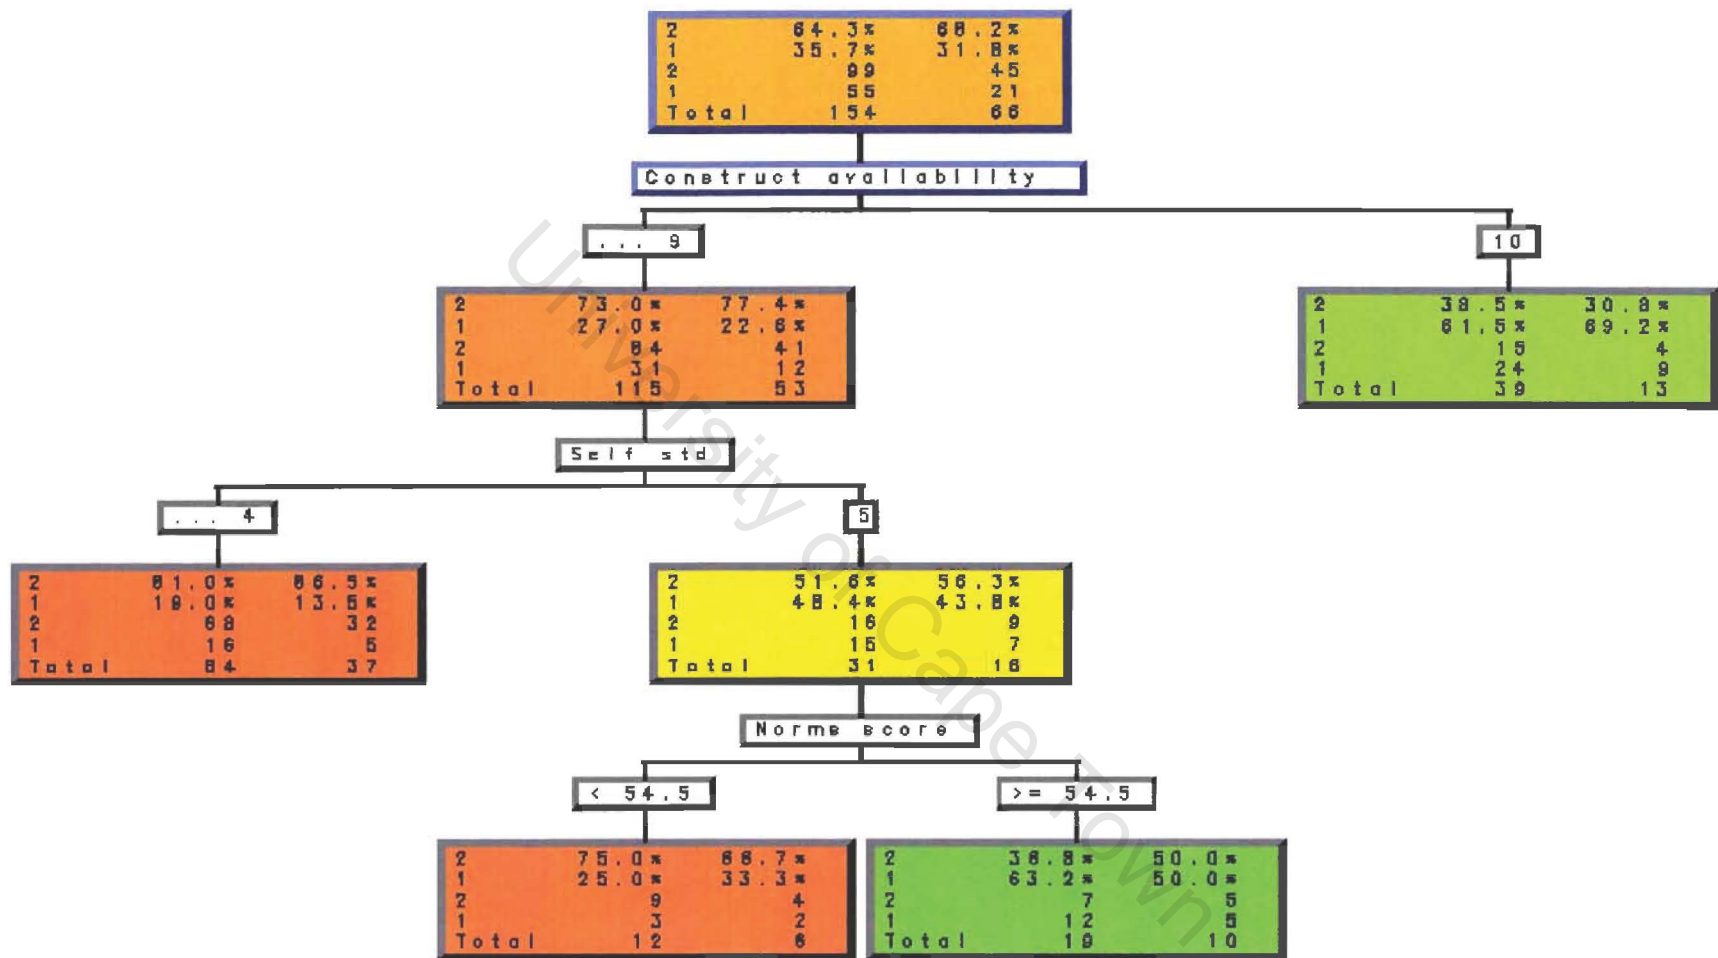 2 64.3% 68.2%
1 35.7% 31.8%
2 99 45
1 55 21
Total 154 66
Construct availability
... 9
10
2 73.0% 77.4%
1 27.0% 22.6%
2 84 41
1 31 12
Total 115 53
2 38.5% 30.8%
1 61.5% 69.2%
2 15 4
1 24 9
Total 39 13
Self std
... 4
5
2 81.0% 86.5%
1 19.0% 13.5%
2 68 32
1 16 5
Total 84 37
2 51.6% 56.3%
1 48.4% 43.8%
2 16 9
1 15 7
Total 31 16
Norms score
< 54.5
>= 54.5
2 75.0% 66.7%
1 25.0% 33.3%
2 9 4
1 3 2
Total 12 6
2 36.8% 50.0%
1 63.2% 50.0%
2 7 5
1 12 5
Total 19 10
University of Cape Town